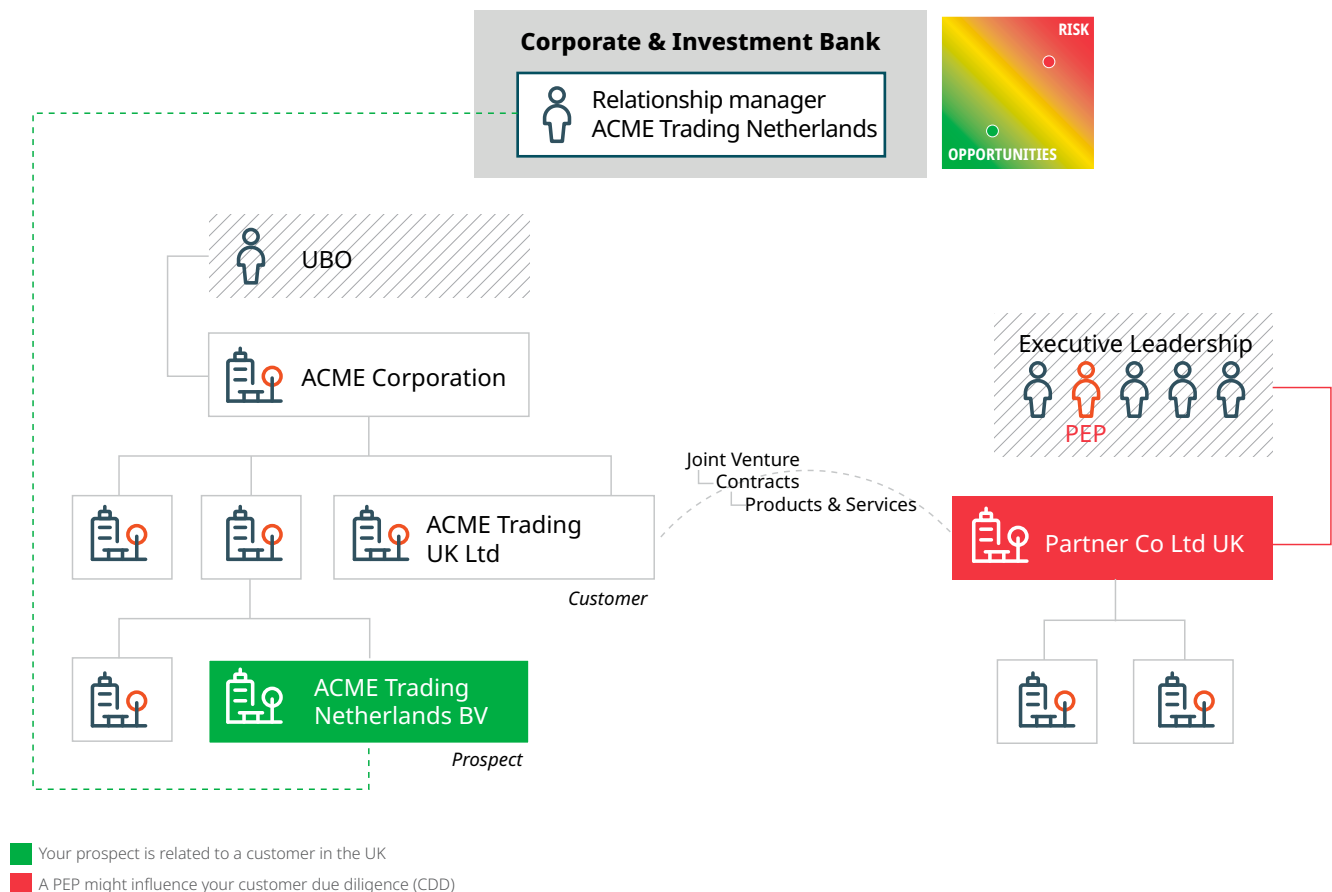 Corporate & Investment Bank
RISK
Relationship manager
ACME Trading Netherlands
OPPORTUNITIES
UBO
Executive Leadership
ACME Corporation
PEP
Joint Venture
Contracts
Products & Services
ACME Trading
UK Ltd
Partner Co Ltd UK
Customer
ACME Trading
Netherlands BV
Prospect
Your prospect is related to a customer in the UK
A PEP might influence your customer due diligence (CDD)